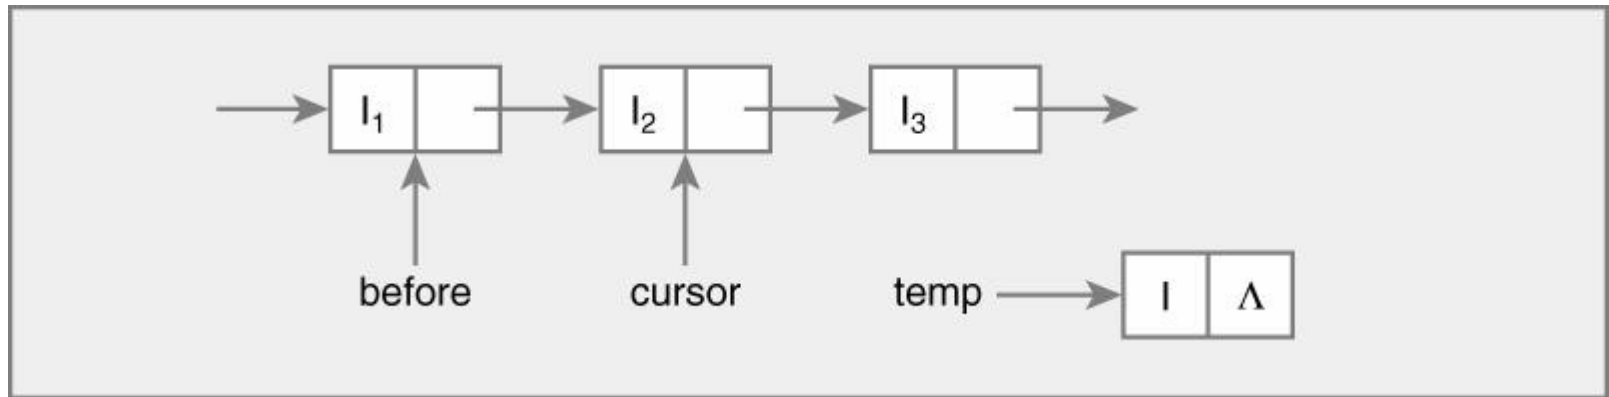 I₁ I₂ I₃
before cursor temp I Λ